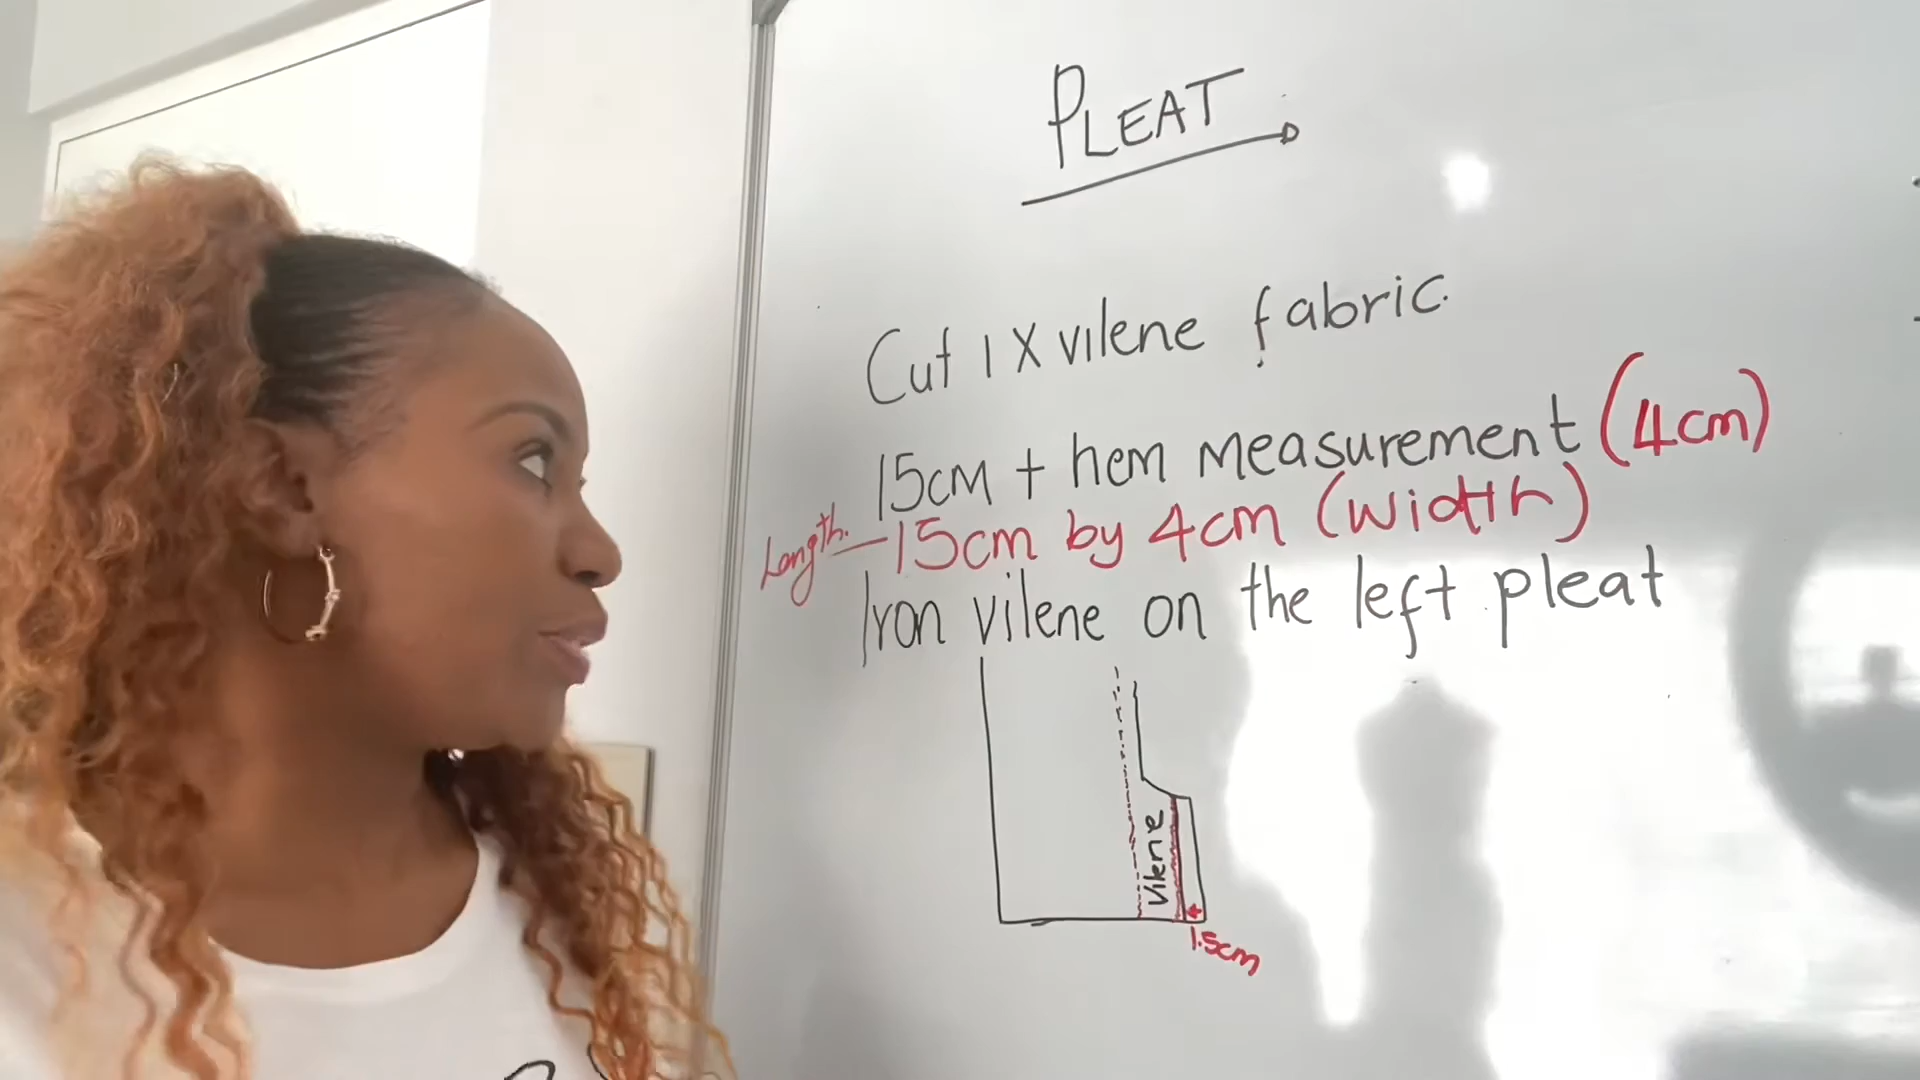 PLEAT
Cut 1 X vilene fabric.
15cm + hem measurement (4cm)
Length. — 15cm by 4cm (width)
Iron vilene on the left pleat
Vilene
1.5cm